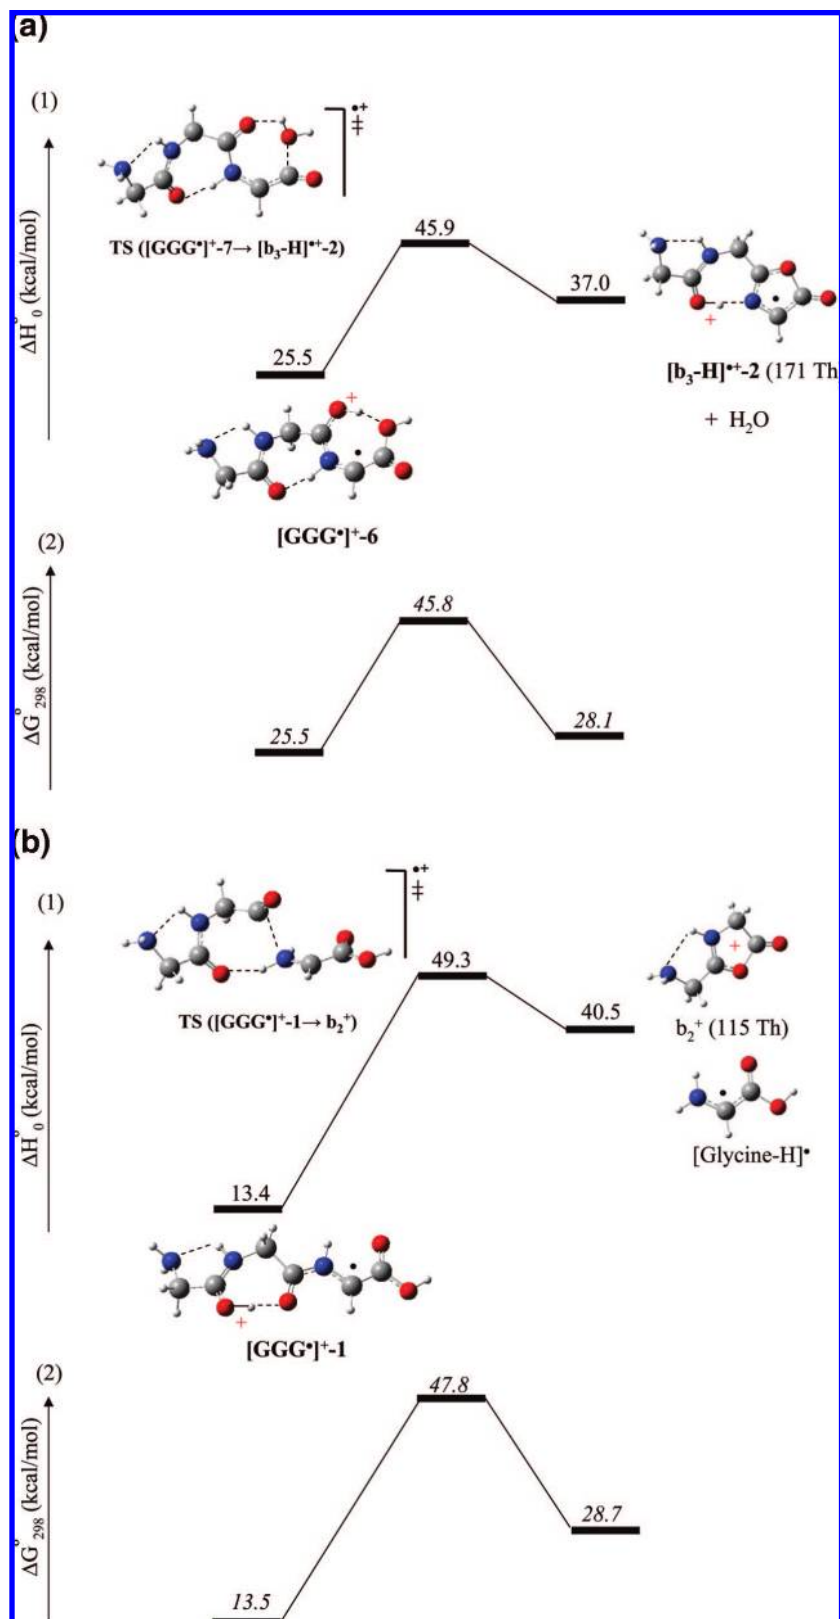 (a)
(1)
•+
‡
TS ([GGG•]⁺-7→ [b₃-H]•⁺-2)
ΔH°₀ (kcal/mol)
45.9
37.0
25.5
+
[b₃-H]•⁺-2 (171 Th
+ H₂O
+
[GGG•]⁺-6
(2)
ΔG°₂₉₈ (kcal/mol)
45.8
28.1
25.5
(b)
(1)
•+
‡
TS ([GGG•]⁺-1→ b₂⁺)
ΔH°₀ (kcal/mol)
49.3
40.5
+
b₂⁺ (115 Th)
[Glycine-H]•
13.4
+
[GGG•]⁺-1
(2)
ΔG°₂₉₈ (kcal/mol)
47.8
28.7
13.5